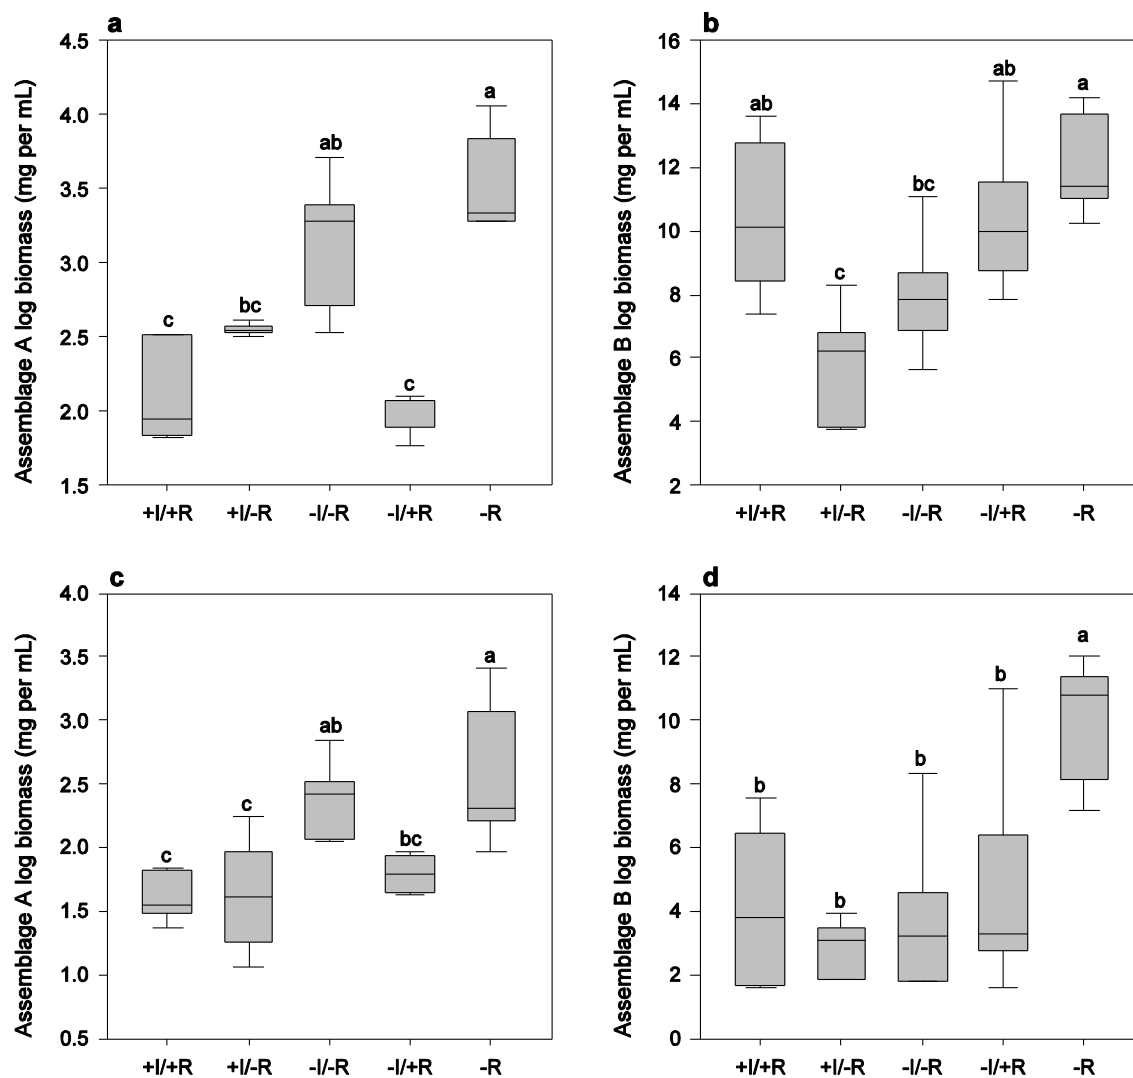 a
Assemblage A log biomass (mg per mL)
4.5
4.0
3.5
3.0
2.5
2.0
1.5
c
bc
ab
c
a
+I/+R
+I/-R
-I/-R
-I/+R
-R
b
Assemblage B log biomass (mg per mL)
16
14
12
10
8
6
4
2
ab
c
bc
ab
a
+I/+R
+I/-R
-I/-R
-I/+R
-R
c
Assemblage A log biomass (mg per mL)
4.0
3.5
3.0
2.5
2.0
1.5
1.0
0.5
c
c
ab
bc
a
+I/+R
+I/-R
-I/-R
-I/+R
-R
d
Assemblage B log biomass (mg per mL)
14
12
10
8
6
4
2
0
b
b
b
b
a
+I/+R
+I/-R
-I/-R
-I/+R
-R